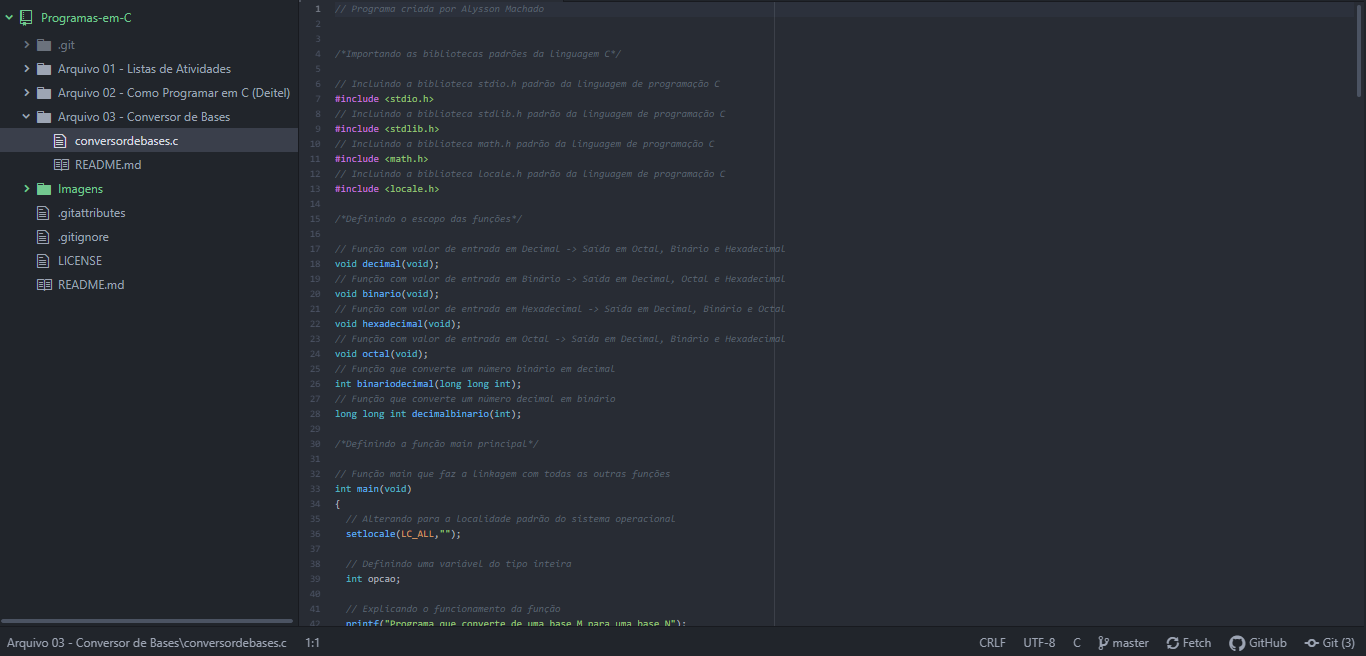 Programas-em-C
.git
Arquivo 01 - Listas de Atividades
Arquivo 02 - Como Programar em C (Deitel)
Arquivo 03 - Conversor de Bases
conversordebases.c
README.md
Imagens
.gitattributes
.gitignore
LICENSE
README.md
1 // Programa criada por Alysson Machado
2
3
4 /*Importando as bibliotecas padrões da linguagem C*/
5
6 // Incluindo a biblioteca stdio.h padrão da linguagem de programação C
7 #include <stdio.h>
8 // Incluindo a biblioteca stdlib.h padrão da linguagem de programação C
9 #include <stdlib.h>
10 // Incluindo a biblioteca math.h padrão da linguagem de programação C
11 #include <math.h>
12 // Incluindo a biblioteca locale.h padrão da linguagem de programação C
13 #include <locale.h>
14
15 /*Definindo o escopo das funções*/
16
17 // Função com valor de entrada em Decimal -> Saída em Octal, Binário e Hexadecimal
18 void decimal(void);
19 // Função com valor de entrada em Binário -> Saída em Decimal, Octal e Hexadecimal
20 void binario(void);
21 // Função com valor de entrada em Hexadecimal -> Saída em Decimal, Binário e Octal
22 void hexadecimal(void);
23 // Função com valor de entrada em Octal -> Saída em Decimal, Binário e Hexadecimal
24 void octal(void);
25 // Função que converte um número binário em decimal
26 int binariodecimal(long long int);
27 // Função que converte um número decimal em binário
28 long long int decimalbinario(int);
29
30 /*Definindo a função main principal*/
31
32 // Função main que faz a linkagem com todas as outras funções
33 int main(void)
34 {
35 // Alterando para a localidade padrão do sistema operacional
36 setlocale(LC_ALL,"");
37
38 // Definindo uma variável do tipo inteira
39 int opcao;
40
41 // Explicando o funcionamento da função
42 printf("Programa que converte de uma base M para uma base N");
Arquivo 03 - Conversor de Bases\conversordebases.c 1:1 CRLF UTF-8 C master Fetch GitHub Git (3)